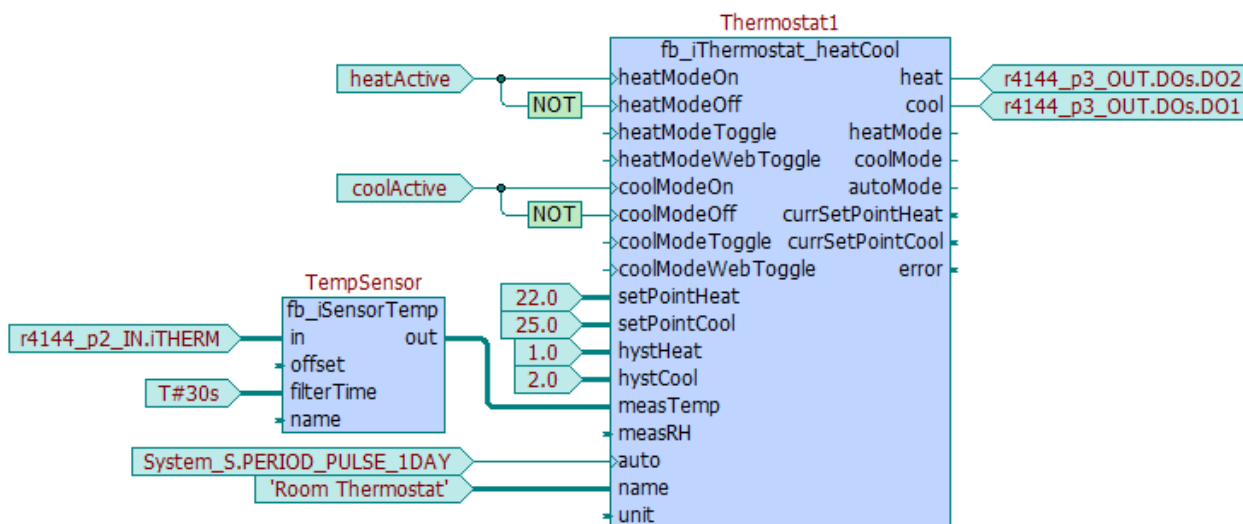 Thermostat1
fb_iThermostat_heatCool
heatActive
heatModeOn
heat
r4144_p3_OUT.DOs.DO2
NOT
heatModeOff
cool
r4144_p3_OUT.DOs.DO1
heatModeToggle
heatMode
heatModeWebToggle
coolMode
coolActive
coolModeOn
autoMode
NOT
coolModeOff
currSetPointHeat
coolModeToggle
currSetPointCool
coolModeWebToggle
error
TempSensor
fb_iSensorTemp
22.0
setPointHeat
25.0
setPointCool
r4144_p2_IN.iTHERM
in
out
1.0
hystHeat
offset
2.0
hystCool
T#30s
filterTime
measTemp
name
measRH
System_S.PERIOD_PULSE_1DAY
auto
'Room Thermostat'
name
unit